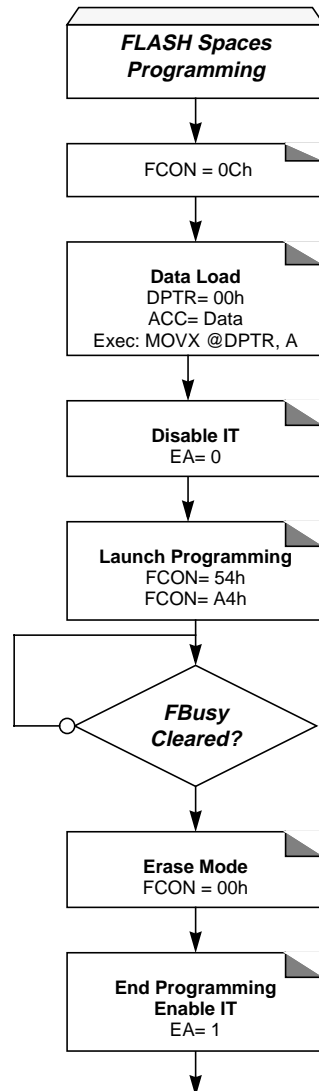 FLASH Spaces
Programming
FCON = 0Ch
Data Load
DPTR= 00h
ACC= Data
Exec: MOVX @DPTR, A
Disable IT
EA= 0
Launch Programming
FCON= 54h
FCON= A4h
FBusy
Cleared?
Erase Mode
FCON = 00h
End Programming
Enable IT
EA= 1